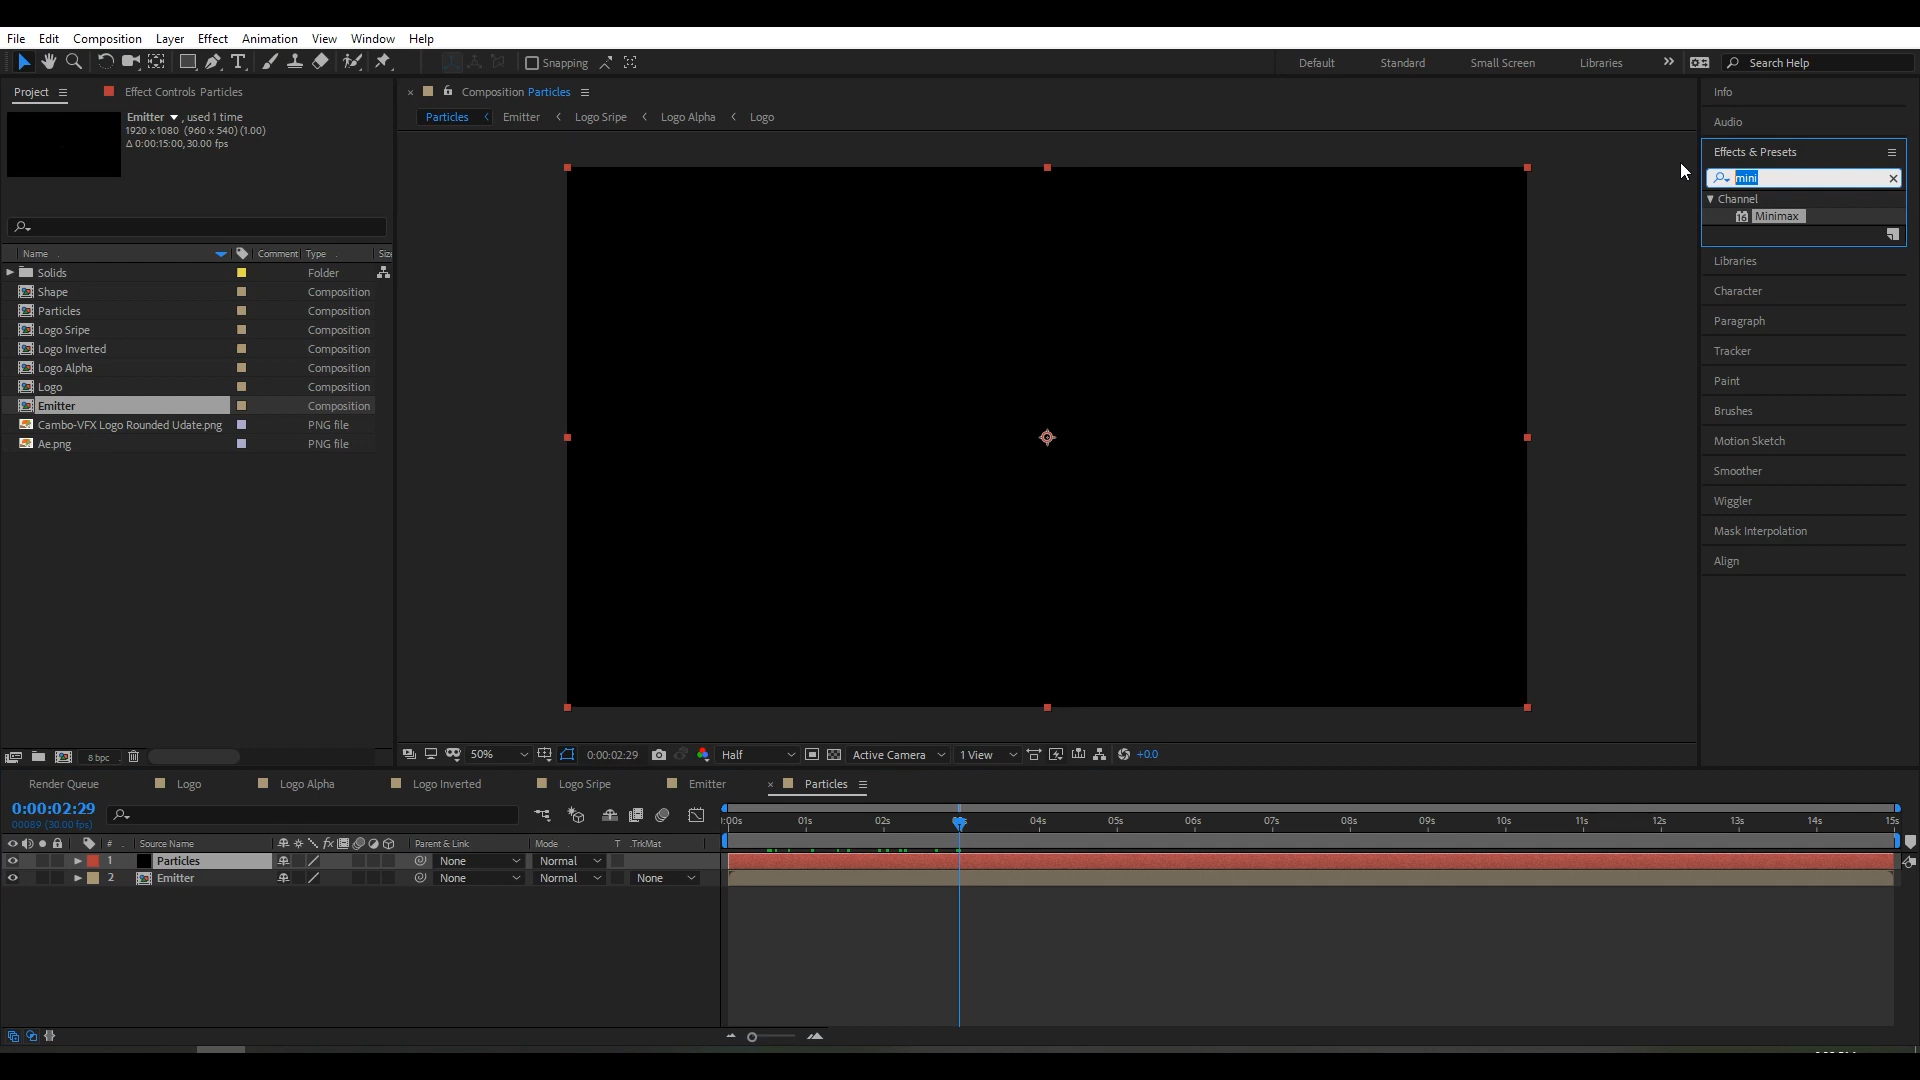 File Edit Composition Layer Effect Animation View Window Help
Snapping Default Standard Small Screen Libraries Search Help
Project Effect Controls Particles
Composition Particles
Particles Emitter Logo Sripe Logo Alpha Logo
Emitter , used 1 time
1920 x1080 (960 x 540) (1.00)
Δ 0:00:15:00, 30.00 fps
Name Comment Type
Solids Folder
Shape Composition
Particles Composition
Logo Sripe Composition
Logo Inverted Composition
Logo Alpha Composition
Logo Composition
Emitter Composition
Cambo-VFX Logo Rounded Udate.png PNG file
Ae.png PNG file
8 bpc
50% 0:00:02:29 Half Active Camera 1 View +0.0
Info
Audio
Effects & Presets
mini
Channel
16 Minimax
Libraries
Character
Paragraph
Tracker
Paint
Brushes
Motion Sketch
Smoother
Wiggler
Mask Interpolation
Align
Render Queue Logo Logo Alpha Logo Inverted Logo Sripe Emitter Particles
0:00:02:29
00089 (30.00 fps)
01s 02s 04s 05s 06s 07s 08s 09s 10s 11s 12s 13s 14s 15s
# Source Name fx Parent & Link Mode T .TrkMat
1 Particles None Normal
2 Emitter None Normal None